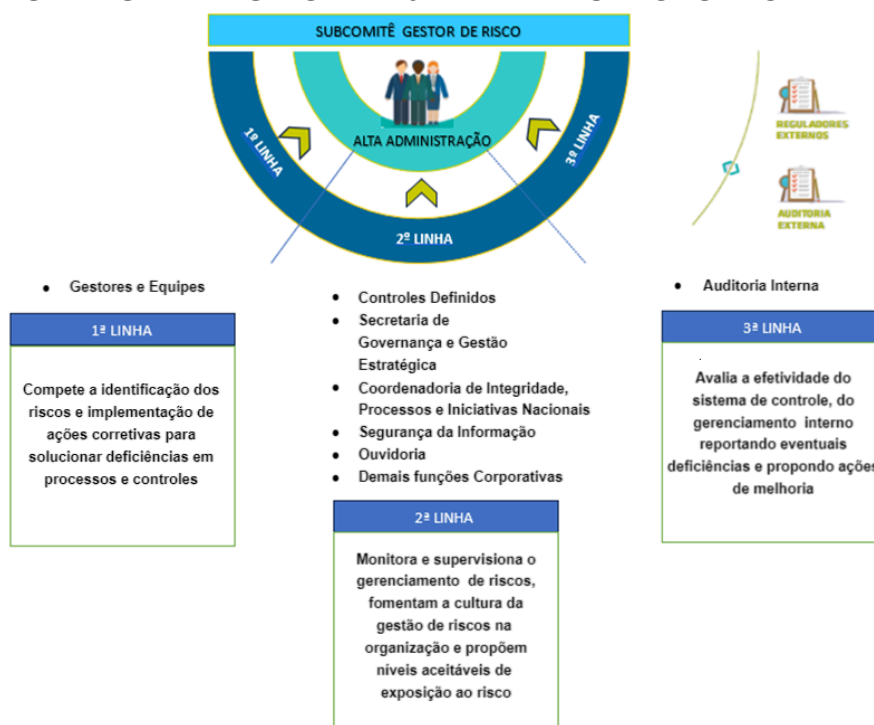 SUBCOMITÊ GESTOR DE RISCO
ALTA ADMINISTRAÇÃO
1º LINHA
2º LINHA
3º LINHA
REGULADORES
EXTERNOS
AUDITORIA
EXTERNA
• Gestores e Equipes
1ª LINHA
Compete a identificação dos
riscos e implementação de
ações corretivas para
solucionar deficiências em
processos e controles
• Controles Definidos
• Secretaria de
Governança e Gestão
Estratégica
• Coordenadoria de Integridade,
Processos e Iniciativas Nacionais
• Segurança da Informação
• Ouvidoria
• Demais funções Corporativas
2ª LINHA
Monitora e supervisiona o
gerenciamento de riscos,
fomentam a cultura da
gestão de riscos na
organização e propõem
níveis aceitáveis de
exposição ao risco
• Auditoria Interna
3ª LINHA
Avalia a efetividade do
sistema de controle, do
gerenciamento interno
reportando eventuais
deficiências e propondo ações
de melhoria